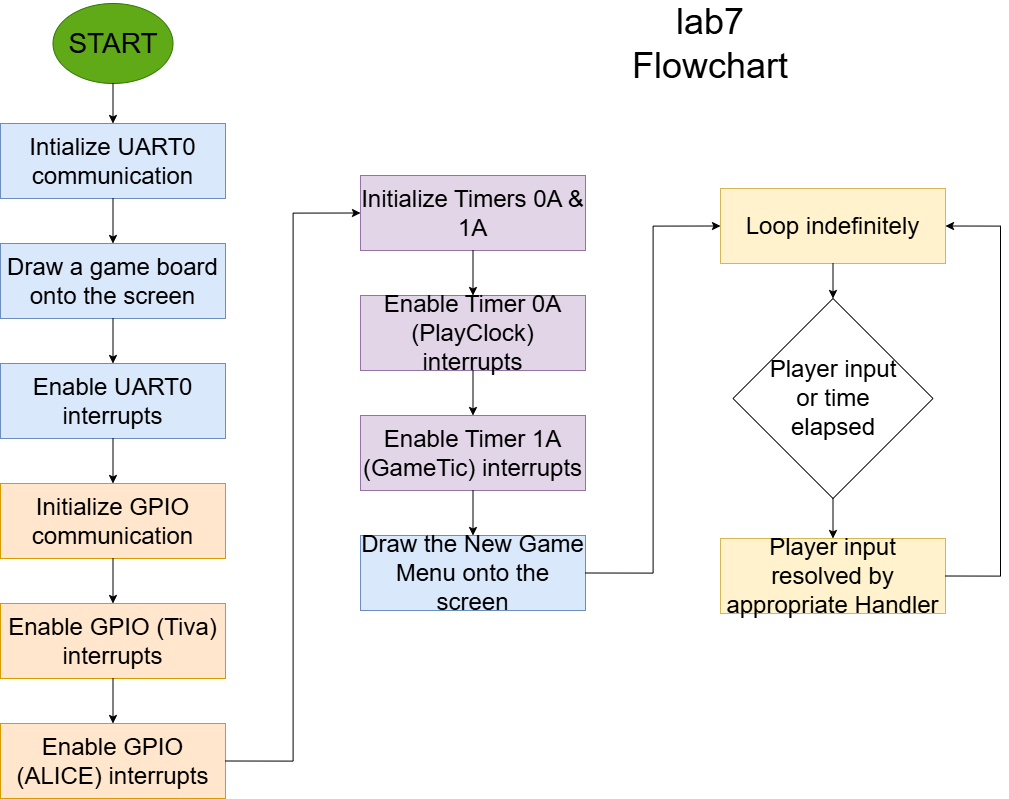 lab7
Flowchart
START
Intialize UART0
communication
Draw a game board
onto the screen
Enable UART0
interrupts
Initialize GPIO
communication
Enable GPIO (Tiva)
interrupts
Enable GPIO
(ALICE) interrupts
Initialize Timers 0A &
1A
Enable Timer 0A
(PlayClock)
interrupts
Enable Timer 1A
(GameTic) interrupts
Draw the New Game
Menu onto the
screen
Loop indefinitely
Player input
or time
elapsed
Player input
resolved by
appropriate Handler